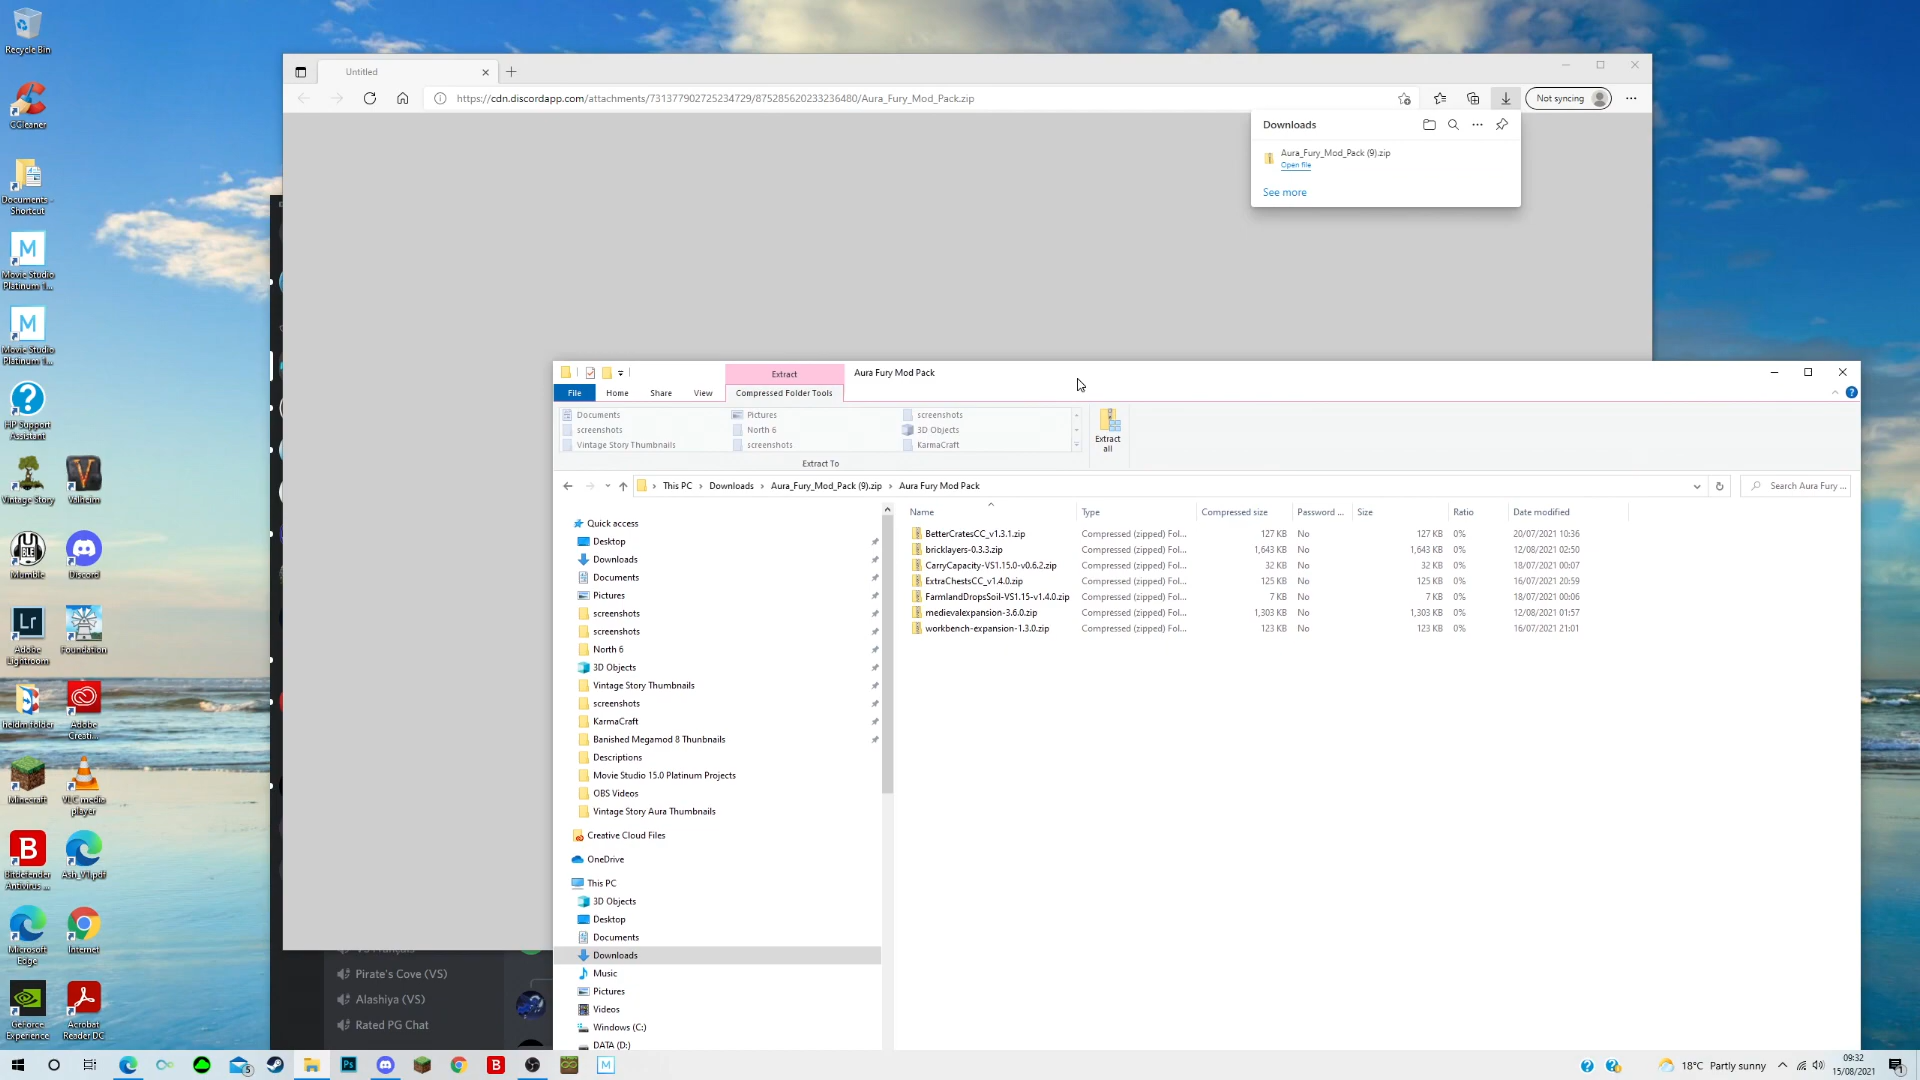 Recycle Bin
CCleaner
Documents - Shortcut
Movie Studio Platinum 1...
Movie Studio Platinum 1...
HP Support Assistant
Vintage Story
Valheim
Mumble
Discord
Adobe Lightroom
Foundation
Adobe Creati...
Minecraft
VLC media player
Bitdefender Antivirus ...
Ash_V1.pdf
Microsoft Edge
Internet
GeForce Experience
Acrobat Reader DC
Untitled
https://cdn.discordapp.com/attachments/731377902725234729/875285620233236480/Aura_Fury_Mod_Pack.zip
Not syncing
Downloads
Aura_Fury_Mod_Pack (9).zip
Open file
See more
Extract
Aura Fury Mod Pack
File
Home
Share
View
Compressed Folder Tools
Documents
Pictures
screenshots
screenshots
North 6
3D Objects
Vintage Story Thumbnails
screenshots
KarmaCraft
Extract all
Extract To
This PC > Downloads > Aura_Fury_Mod_Pack (9).zip > Aura Fury Mod Pack
Search Aura Fury ...
Quick access
Desktop
Downloads
Documents
Pictures
screenshots
screenshots
North 6
3D Objects
Vintage Story Thumbnails
screenshots
KarmaCraft
Banished Megamod 8 Thunbnails
Descriptions
Movie Studio 15.0 Platinum Projects
OBS Videos
Vintage Story Aura Thumbnails
Creative Cloud Files
OneDrive
This PC
3D Objects
Desktop
Documents
Downloads
Music
Pictures
Videos
Windows (C:)
DATA (D:)
Name Type Compressed size Password ... Size Ratio Date modified
BetterCratesCC_v1.3.1.zip Compressed (zipped) Fol... 127 KB No 127 KB 0% 20/07/2021 10:36
bricklayers-0.3.3.zip Compressed (zipped) Fol... 1,643 KB No 1,643 KB 0% 12/08/2021 02:50
CarryCapacity-VS1.15.0-v0.6.2.zip Compressed (zipped) Fol... 32 KB No 32 KB 0% 18/07/2021 00:07
ExtraChestsCC_v1.4.0.zip Compressed (zipped) Fol... 125 KB No 125 KB 0% 16/07/2021 20:59
FarmlandDropsSoil-VS1.15-v1.4.0.zip Compressed (zipped) Fol... 7 KB No 7 KB 0% 18/07/2021 00:06
medievalexpansion-3.6.0.zip Compressed (zipped) Fol... 1,303 KB No 1,303 KB 0% 12/08/2021 01:57
workbench-expansion-1.3.0.zip Compressed (zipped) Fol... 123 KB No 123 KB 0% 16/07/2021 21:01
Pirate's Cove (VS)
Alashiya (VS)
Rated PG Chat
18°C Partly sunny
09:32
15/08/2021